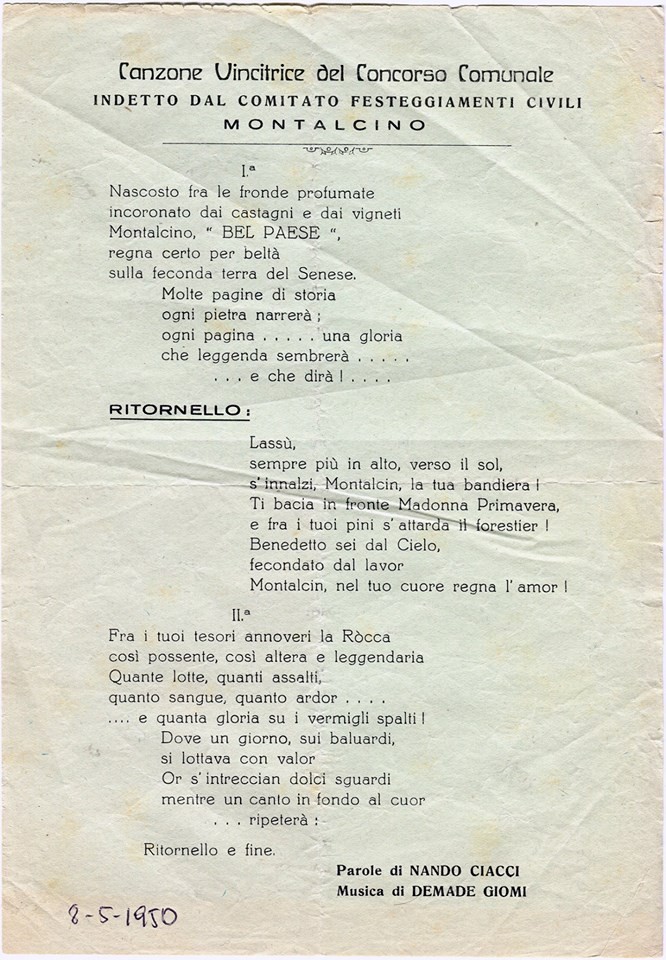 Canzone Vincitrice del Concorso Comunale
INDETTO DAL COMITATO FESTEGGIAMENTI CIVILI
MONTALCINO
I.ª
Nascosto fra le fronde profumate
incoronato dai castagni e dai vigneti
Montalcino, “ BEL PAESE “,
regna certo per beltà
sulla feconda terra del Senese.
Molte pagine di storia
ogni pietra narrerà ;
ogni pagina . . . . . una gloria
che leggenda sembrerà . . . . .
. . . e che dirà ! . . . .
RITORNELLO :
Lassù,
sempre più in alto, verso il sol,
s' innalzi, Montalcin, la tua bandiera !
Ti bacia in fronte Madonna Primavera,
e fra i tuoi pini s' attarda il forestier !
Benedetto sei dal Cielo,
fecondato dal lavor
Montalcin, nel tuo cuore regna l' amor !
II.ª
Fra i tuoi tesori annoveri la Ròcca
così possente, così altera e leggendaria
Quante lotte, quanti assalti,
quanto sangue, quanto ardor . . . .
.... e quanta gloria su i vermigli spalti !
Dove un giorno, sui baluardi,
si lottava con valor
Or s' intreccian dolci sguardi
mentre un canto in fondo al cuor
. . . ripeterà :
Ritornello e fine.
Parole di NANDO CIACCI
Musica di DEMADE GIOMI
8-5-1950